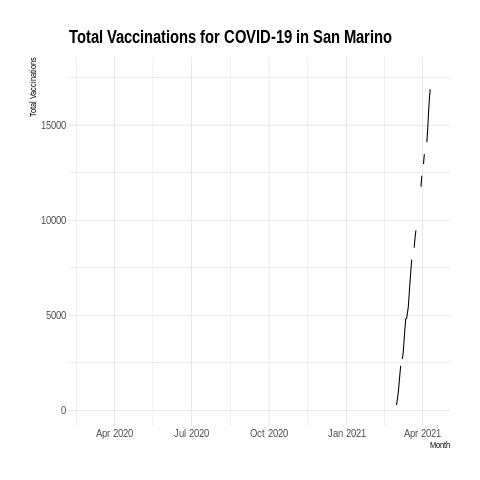 Total Vaccinations for COVID-19 in San Marino
Total Vaccinations
15000
10000
5000
0
Apr 2020 Jul 2020 Oct 2020 Jan 2021 Apr 2021
Month